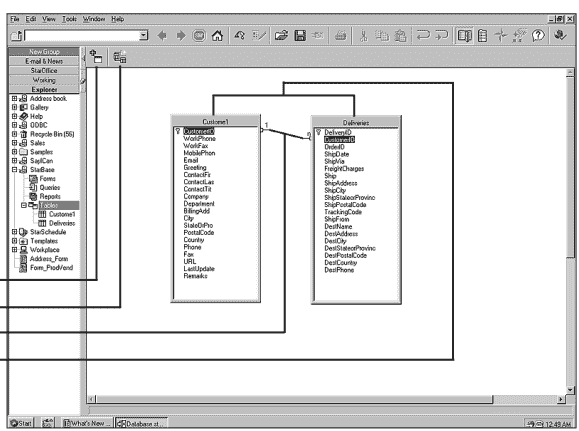 File Edit View Tools Window Help
New Group
E-mail & News
StarOffice
Working
Explorer
Address book
Gallery
Help
ODBC
Recycle Bin (56)
Sales
Samples
SayICan
StarBase
Forms
Queries
Reports
Tables
Custome1
Deliveries
StarSchedule
Templates
Workplace
Address_Form
Form_ProdVend
Custome1
CustomerID
WorkPhone
WorkFax
MobilePhon
Email
Greeting
ContactFir
ContactLas
ContactTit
Company
Department
BillingAdd
City
StateOrPro
PostalCode
Country
Phone
Fax
URL
LastUpdate
Remarks
1
n
Deliveries
DeliveryID
CustomerID
OrderID
ShipDate
ShipVia
FreightCharges
Ship
ShipAddress
ShipCity
ShipStateorProvinc
ShipPostalCode
TrackingCode
ShipFrom
DestName
DestAddress
DestCity
DestStateorProvinc
DestPostalCode
DestCountry
DestPhone
Start
What's New ...
Database st...
12:48 AM